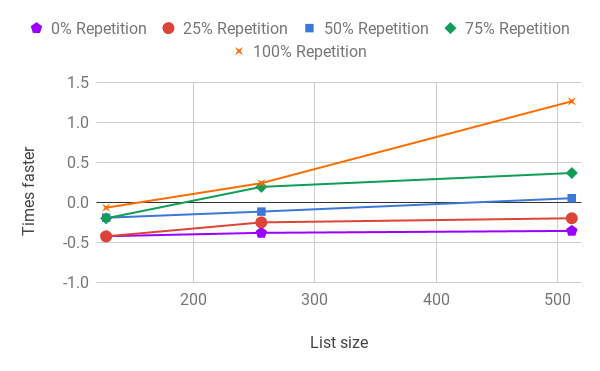 0% Repetition 25% Repetition 50% Repetition 75% Repetition
100% Repetition
1.5
1.0
0.5
0.0
-0.5
-1.0
Times faster
200 300 400 500
List size